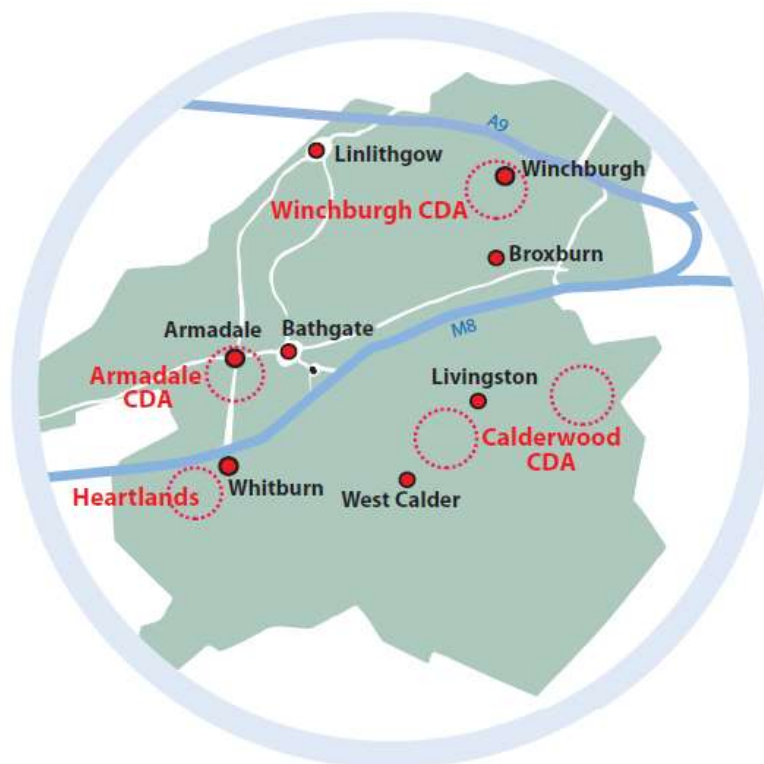 A9
Linlithgow
Winchburgh
Winchburgh CDA
Broxburn
M8
Armadale
Bathgate
Armadale
CDA
Livingston
Calderwood
CDA
Heartlands
Whitburn
West Calder